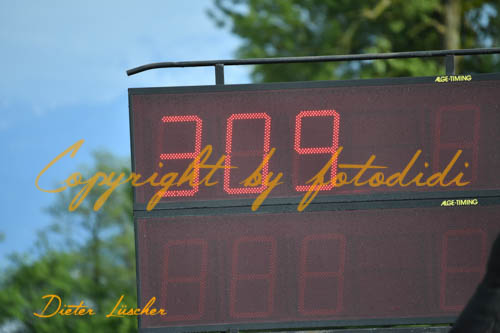 ALGE-TIMING
309
Copyright by fotodidi
ALGE-TIMING
Dieter Lüscher